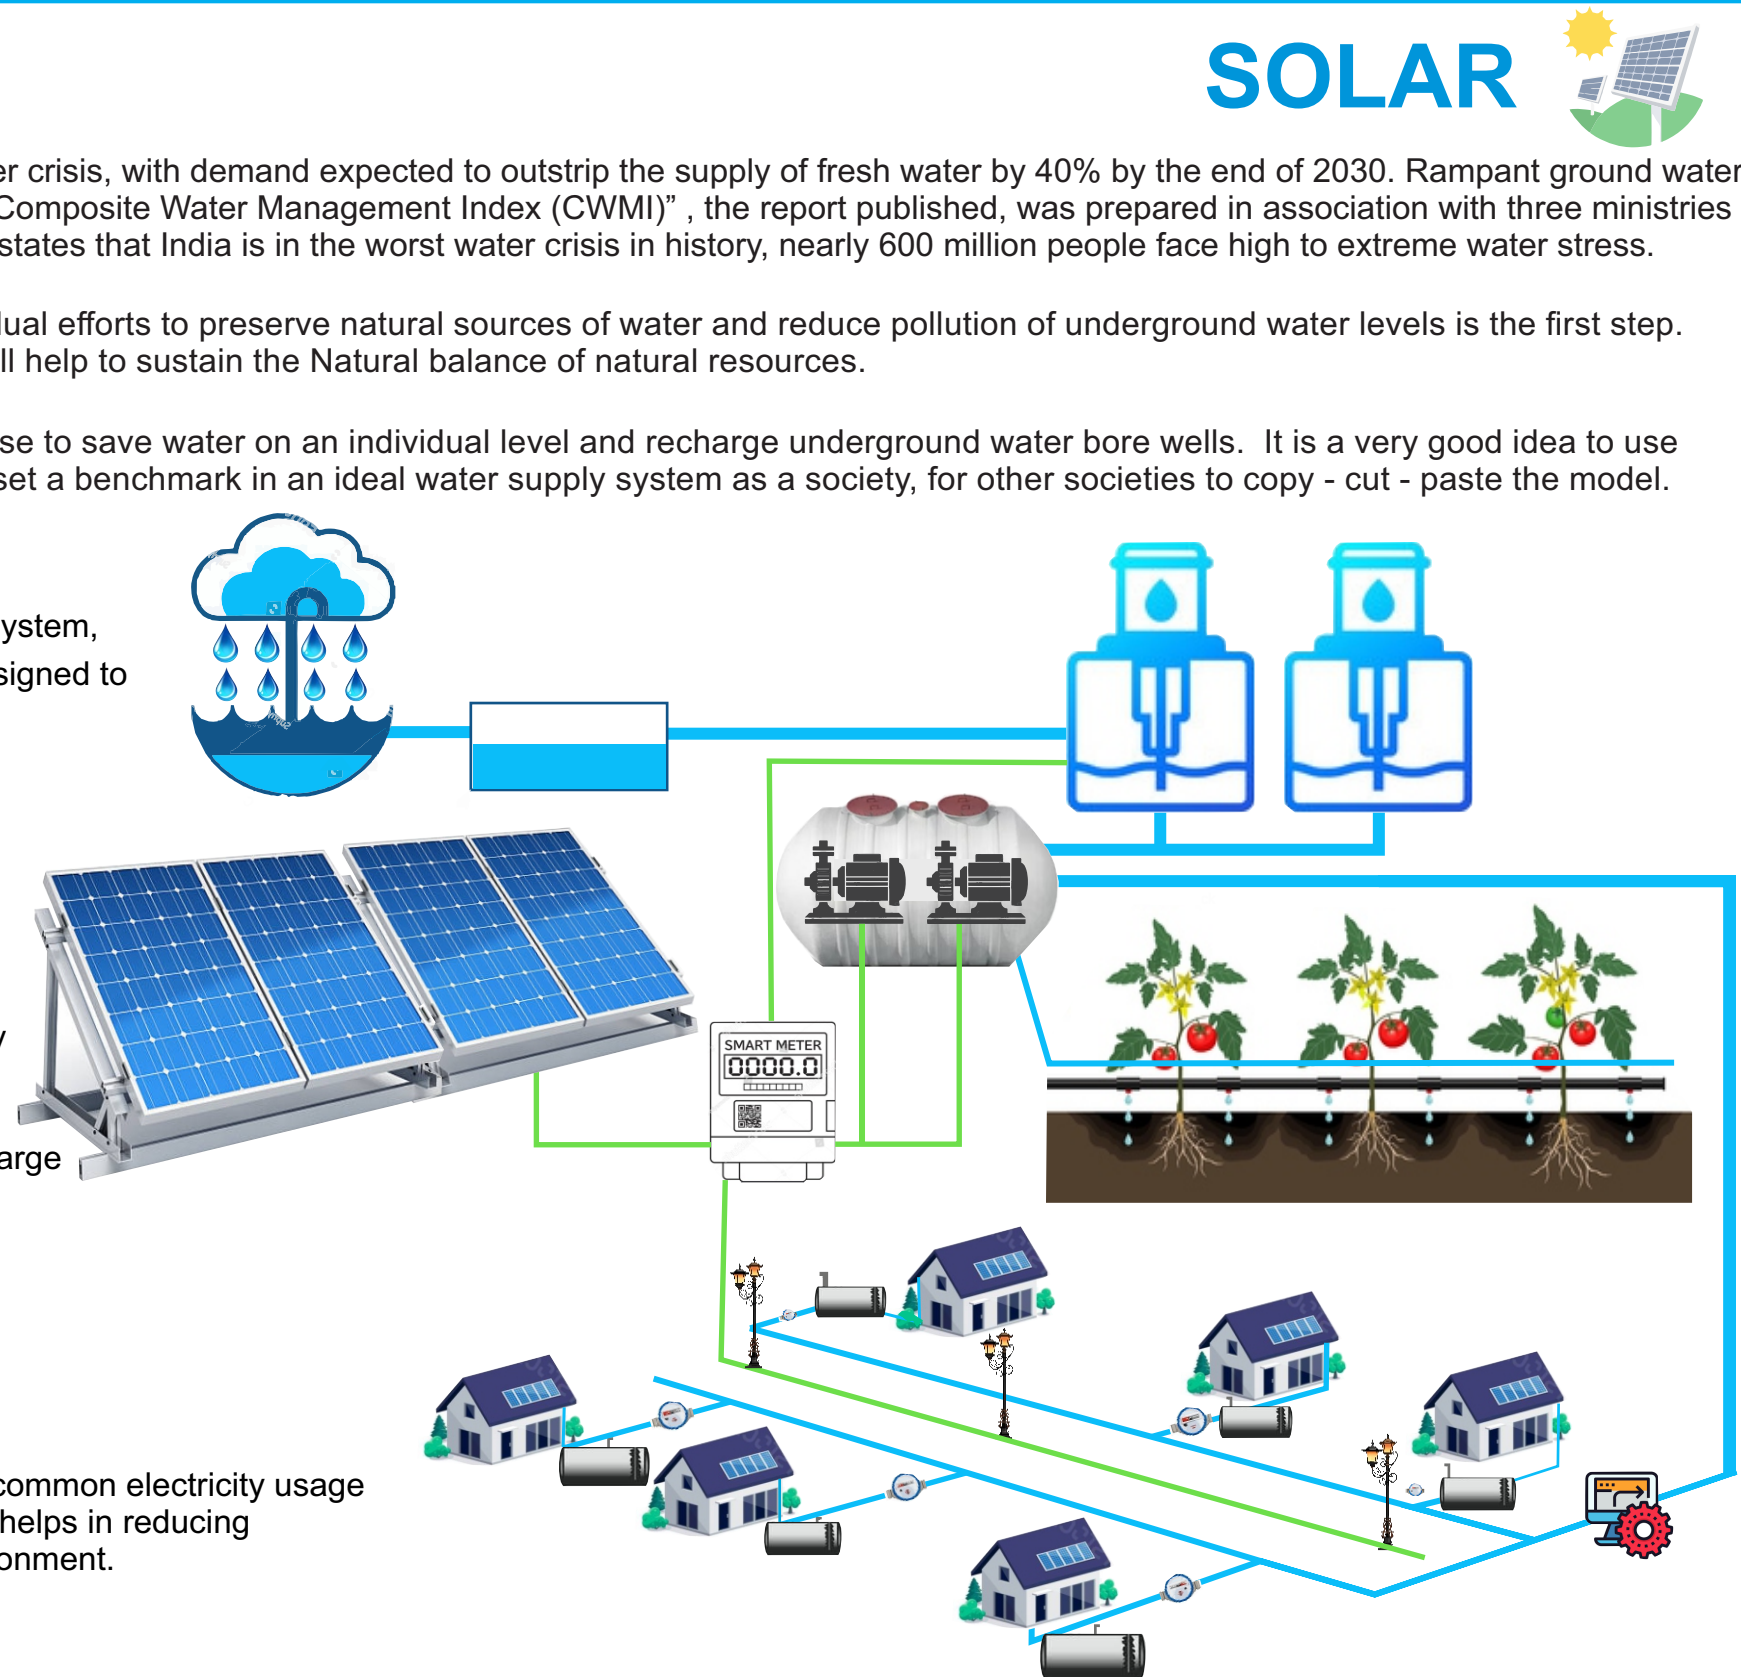 SOLAR
er crisis, with demand expected to outstrip the supply of fresh water by 40% by the end of 2030. Rampant ground water
Composite Water Management Index (CWMI)” , the report published, was prepared in association with three ministries
states that India is in the worst water crisis in history, nearly 600 million people face high to extreme water stress.
dual efforts to preserve natural sources of water and reduce pollution of underground water levels is the first step.
ll help to sustain the Natural balance of natural resources.
se to save water on an individual level and recharge underground water bore wells. It is a very good idea to use
set a benchmark in an ideal water supply system as a society, for other societies to copy - cut - paste the model.
ystem,
signed to
y
arge
SMART METER
0000.0
common electricity usage
helps in reducing
onment.